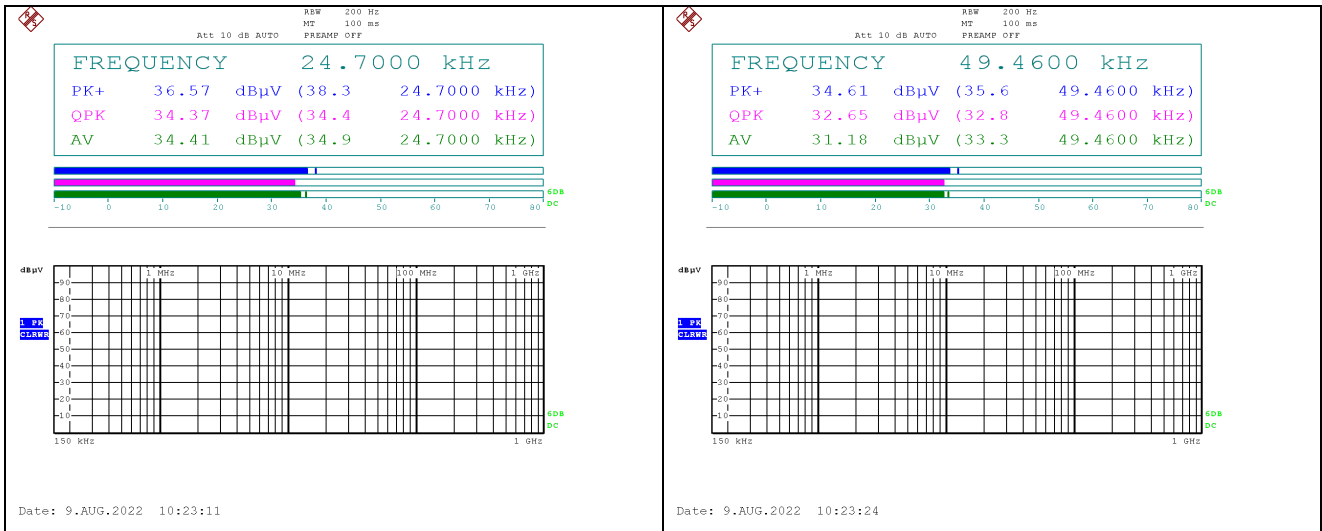 RBW 200 Hz
MT 100 ms
Att 10 dB AUTO PREAMP OFF
FREQUENCY 24.7000 kHz
PK+ 36.57 dBµV (38.3 24.7000 kHz)
QPK 34.37 dBµV (34.4 24.7000 kHz)
AV 34.41 dBµV (34.9 24.7000 kHz)
6DB
-10 0 10 20 30 40 50 60 70 80 DC
dBµV 1 MHz 10 MHz 100 MHz 1 GHz
90
80
70
1 PK
CLRWR 60
50
40
30
20
10 6DB
DC
150 kHz 1 GHz
Date: 9.AUG.2022 10:23:11
RBW 200 Hz
MT 100 ms
Att 10 dB AUTO PREAMP OFF
FREQUENCY 49.4600 kHz
PK+ 34.61 dBµV (35.6 49.4600 kHz)
QPK 32.65 dBµV (32.8 49.4600 kHz)
AV 31.18 dBµV (33.3 49.4600 kHz)
6DB
-10 0 10 20 30 40 50 60 70 80 DC
dBµV 1 MHz 10 MHz 100 MHz 1 GHz
90
80
70
1 PK
CLRWR 60
50
40
30
20
10 6DB
DC
150 kHz 1 GHz
Date: 9.AUG.2022 10:23:24